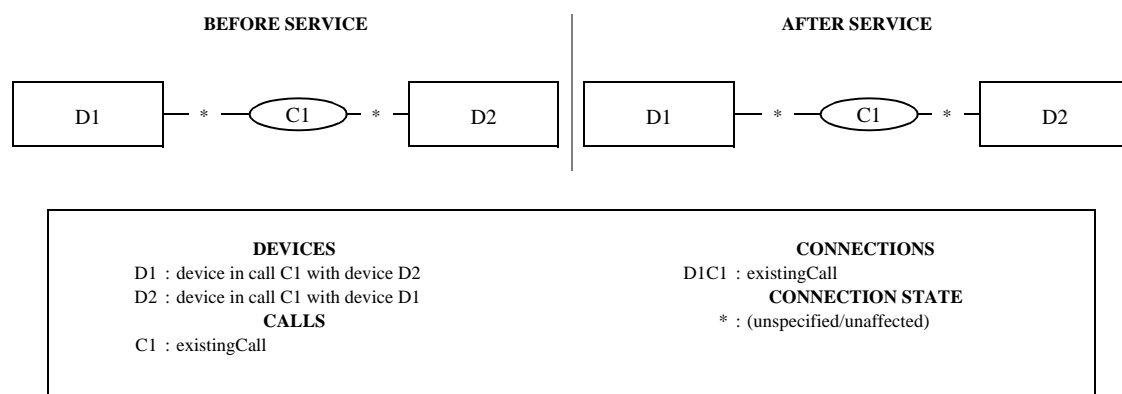 BEFORE SERVICE
AFTER SERVICE
D1 * C1 * D2
D1 * C1 * D2
DEVICES
D1 : device in call C1 with device D2
D2 : device in call C1 with device D1
CALLS
C1 : existingCall
CONNECTIONS
D1C1 : existingCall
CONNECTION STATE
* : (unspecified/unaffected)